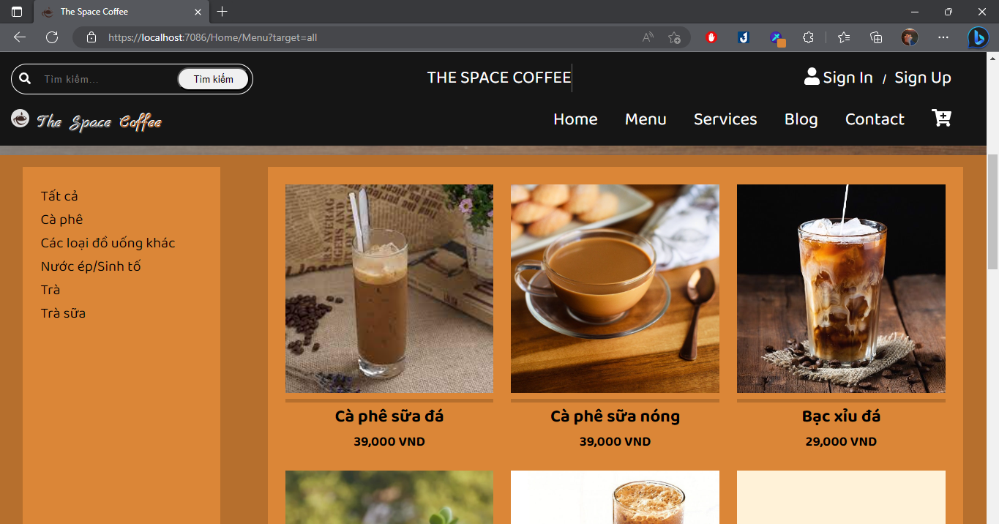 The Space Coffee
https://localhost:7086/Home/Menu?target=all
Tìm kiếm...
Tìm kiếm
THE SPACE COFFEE
Sign In / Sign Up
The Space Coffee
Home Menu Services Blog Contact
Tất cả
Cà phê
Các loại đồ uống khác
Nước ép/Sinh tố
Trà
Trà sữa
Cà phê sữa đá
39,000 VND
Cà phê sữa nóng
39,000 VND
Bạc xỉu đá
29,000 VND